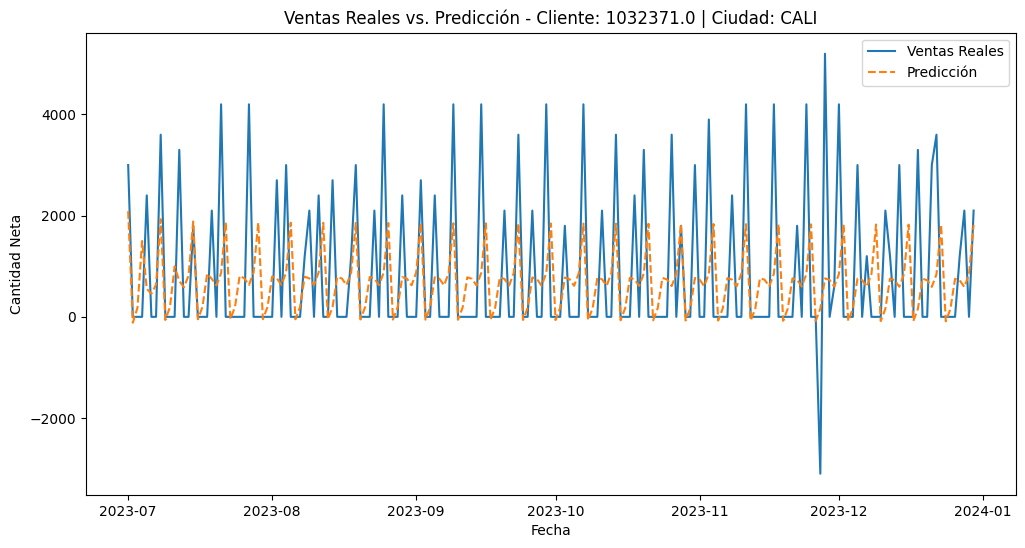 Ventas Reales vs. Predicción - Cliente: 1032371.0 | Ciudad: CALI
Ventas Reales
Predicción
Cantidad Neta
4000
2000
0
−2000
2023-07
2023-08
2023-09
2023-10
2023-11
2023-12
2024-01
Fecha